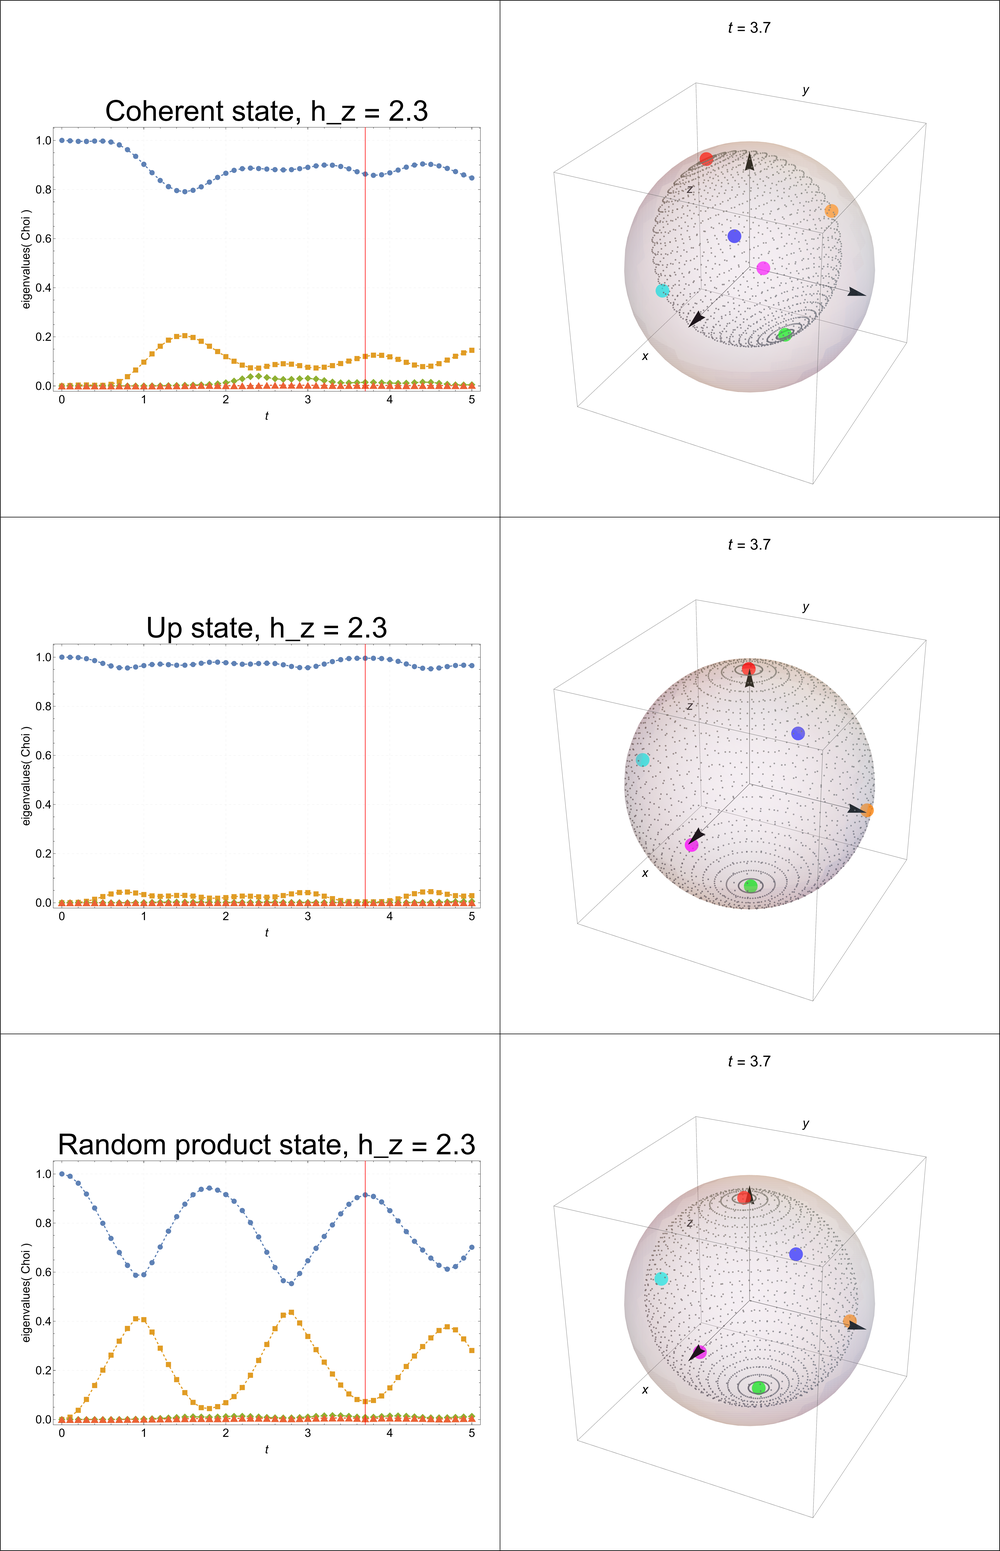 Coherent state, h_z = 2.3
eigenvalues( Choi )
1.0
0.8
0.6
0.4
0.2
0.0
0 1 2 3 4 5
t
t = 3.7
y
z
x
Up state, h_z = 2.3
eigenvalues( Choi )
1.0
0.8
0.6
0.4
0.2
0.0
0 1 2 3 4 5
t
t = 3.7
y
z
x
Random product state, h_z = 2.3
eigenvalues( Choi )
1.0
0.8
0.6
0.4
0.2
0.0
0 1 2 3 4 5
t
t = 3.7
y
z
x